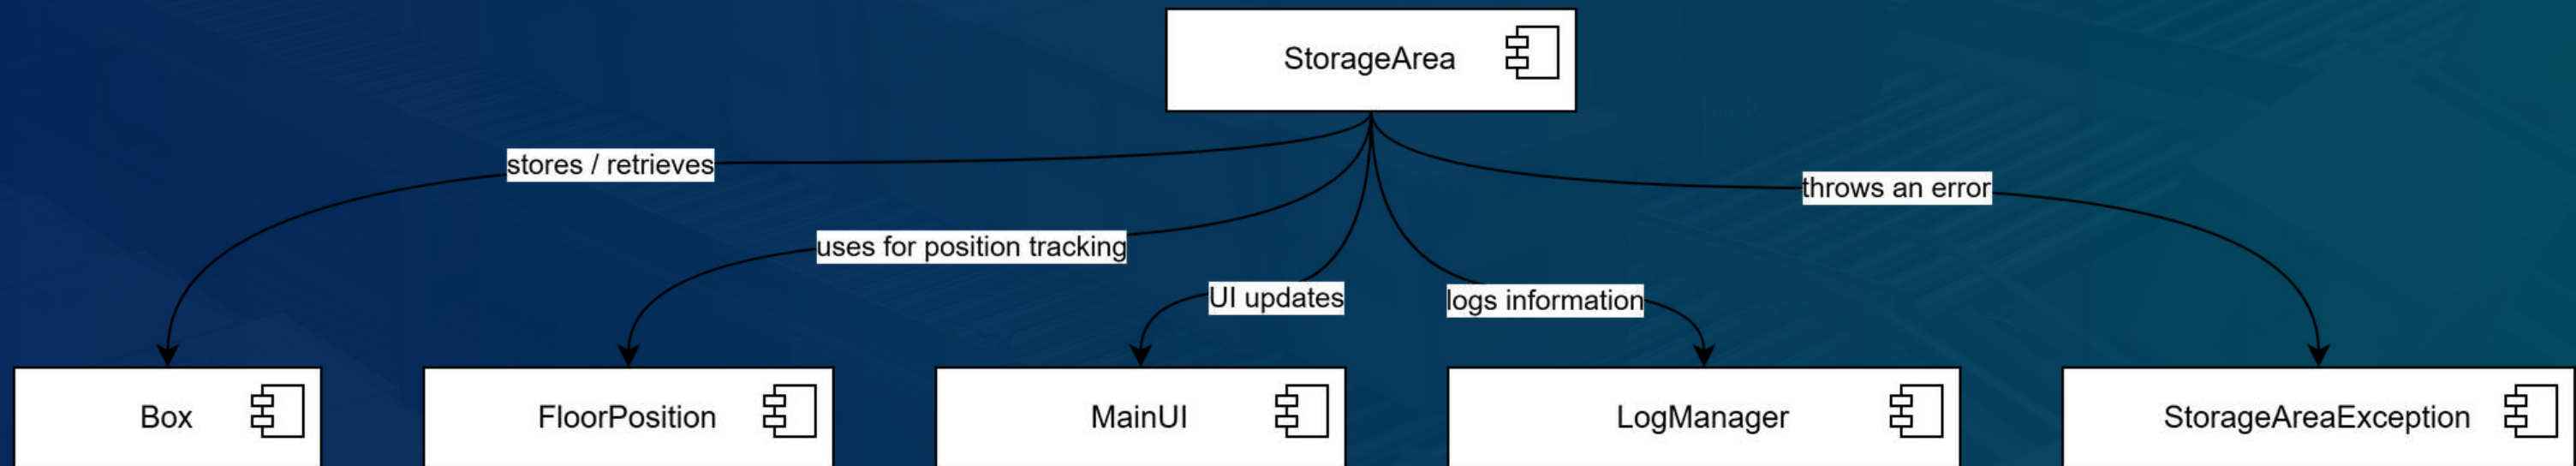 StorageArea
stores / retrieves
throws an error
uses for position tracking
UI updates
logs information
Box
FloorPosition
MainUI
LogManager
StorageAreaException